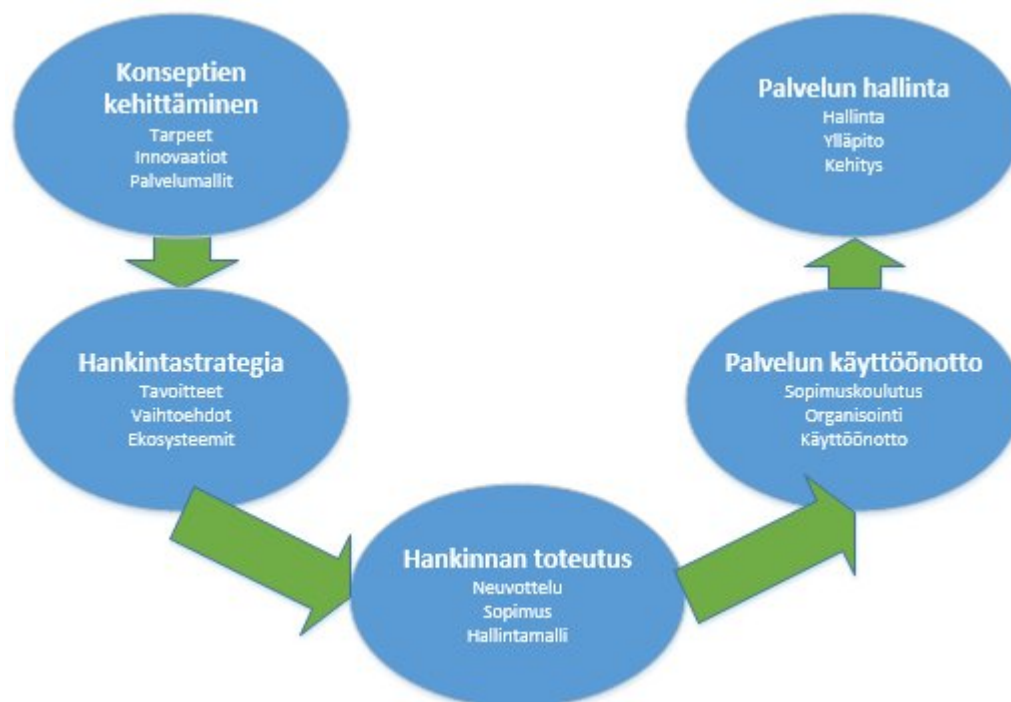 Konseptien
kehittäminen
Tarpeet
Innovaatiot
Palvelumallit
Hankintastrategia
Tavoitteet
Vaihtoehdot
Ekosysteemit
Hankinnan toteutus
Neuvottelu
Sopimus
Hallintamalli
Palvelun käyttöönotto
Sopimuskoulutus
Organisointi
Käyttöönotto
Palvelun hallinta
Hallinta
Ylläpito
Kehitys